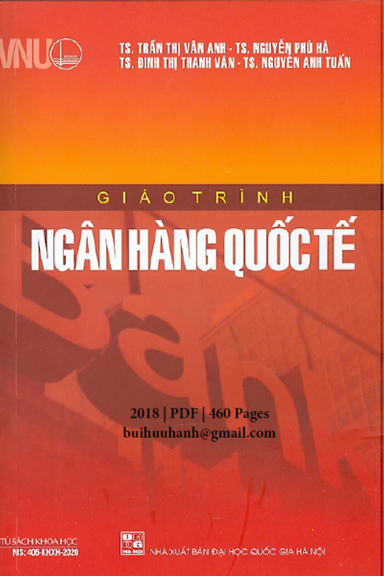 VNU
TS. TRẦN THỊ VÂN ANH - TS. NGUYỄN PHÚ HÀ
TS. ĐINH THỊ THANH VÂN - TS. NGUYỄN ANH TUẤN
GIÁO TRÌNH
NGÂN HÀNG QUỐC TẾ
Bank
2018 | PDF | 460 Pages
buihuuhanh@gmail.com
TỦ SÁCH KHOA HỌC
MS: 406-KHXH-2020
NHÀ XUẤT BẢN ĐẠI HỌC QUỐC GIA HÀ NỘI